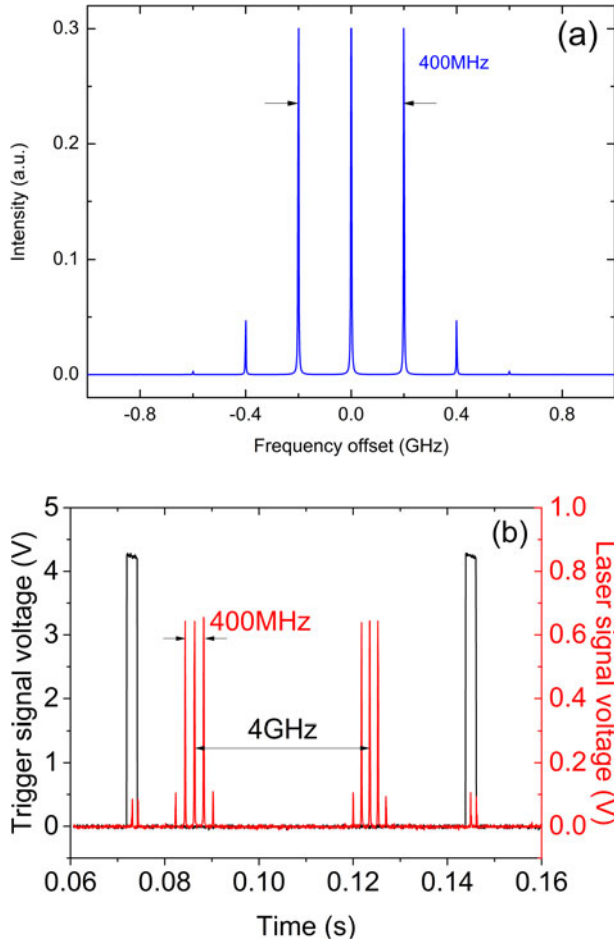 (a)
400MHz
0.3
0.2
0.1
0.0
Intensity (a.u.)
-0.8 -0.4 0.0 0.4 0.8
Frequency offset (GHz)
(b)
5
4
3
2
1
0
Trigger signal voltage (V)
400MHz
4GHz
1.0
0.8
0.6
0.4
0.2
0.0
Laser signal voltage (V)
0.06 0.08 0.10 0.12 0.14 0.16
Time (s)